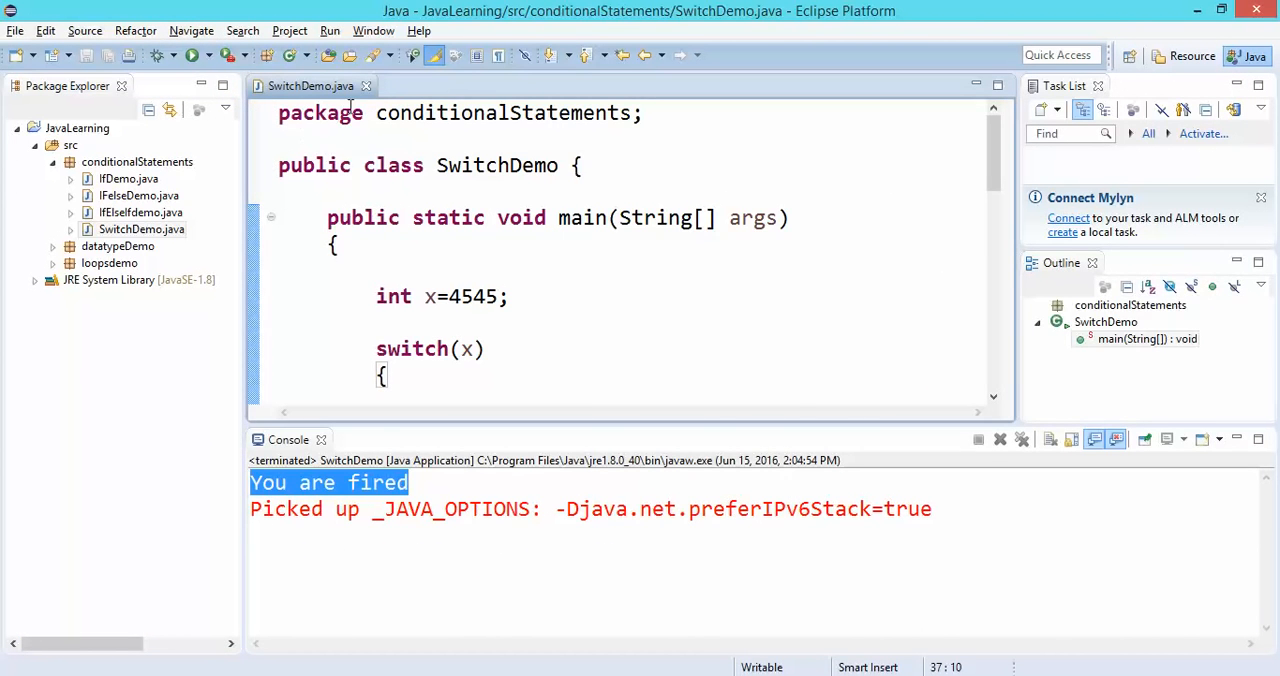 Java - JavaLearning/src/conditionalStatements/SwitchDemo.java - Eclipse Platform
File Edit Source Refactor Navigate Search Project Run Window Help
Quick Access Resource Java
Package Explorer
JavaLearning
src
conditionalStatements
IfDemo.java
IFelseDemo.java
IfElseIfdemo.java
SwitchDemo.java
datatypeDemo
loopsdemo
JRE System Library [JavaSE-1.8]
SwitchDemo.java
package conditionalStatements;
public class SwitchDemo {
public static void main(String[] args)
{
int x=4545;
switch(x)
{
Task List
Find All Activate...
Connect Mylyn
Connect to your task and ALM tools or
create a local task.
Outline
conditionalStatements
SwitchDemo
S main(String[]) : void
Console
<terminated> SwitchDemo [Java Application] C:\Program Files\Java\jre1.8.0_40\bin\javaw.exe (Jun 15, 2016, 2:04:54 PM)
You are fired
Picked up _JAVA_OPTIONS: -Djava.net.preferIPv6Stack=true
Writable Smart Insert 37 : 10